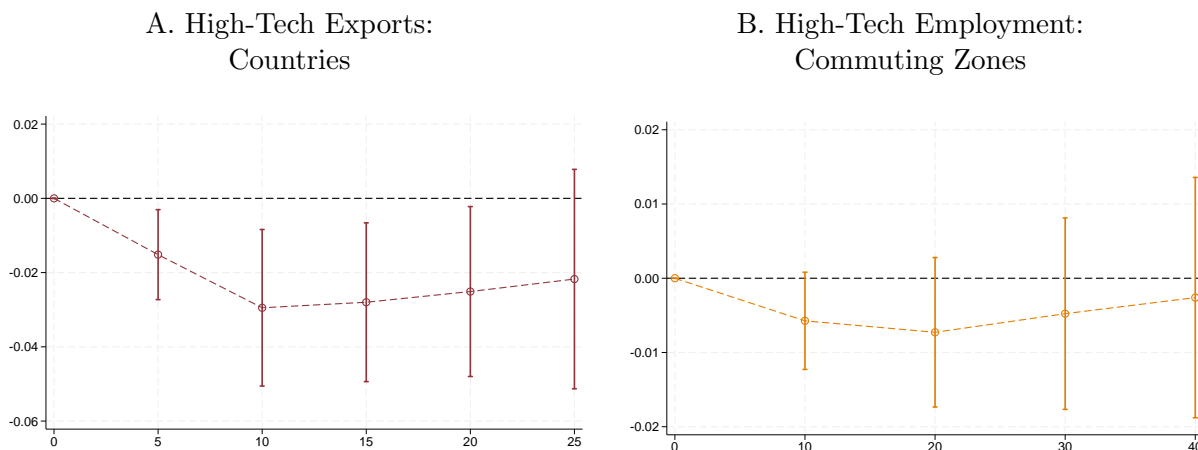 A. High-Tech Exports:
Countries
0.02
0.00
-0.02
-0.04
-0.06
0 5 10 15 20 25
B. High-Tech Employment:
Commuting Zones
0.02
0.01
0.00
-0.01
-0.02
0 10 20 30 40